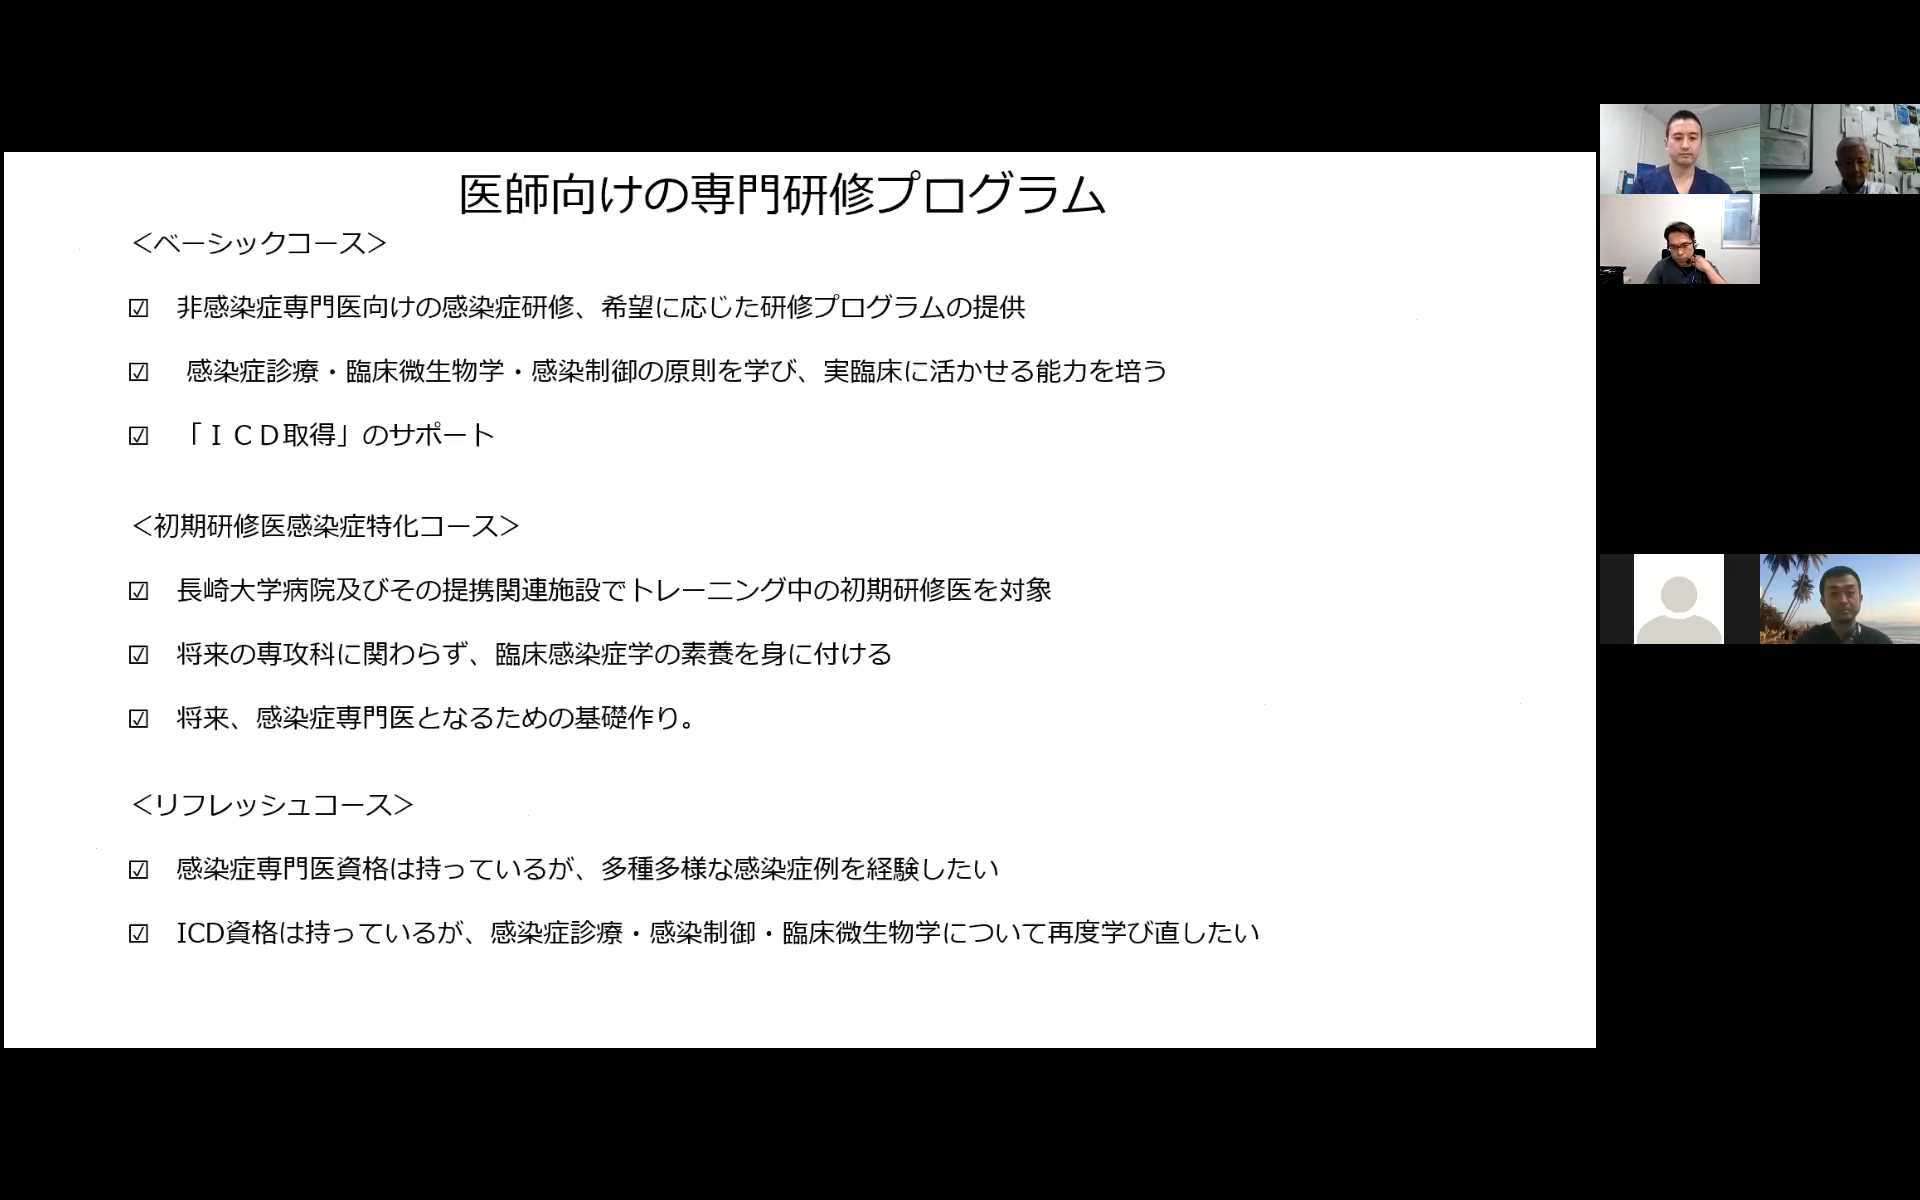 医師向けの専門研修プログラム
＜ベーシックコース＞
☑ 非感染症専門医向けの感染症研修、希望に応じた研修プログラムの提供
☑ 感染症診療・臨床微生物学・感染制御の原則を学び、実臨床に活かせる能力を培う
☑ 「ＩＣＤ取得」のサポート
＜初期研修医感染症特化コース＞
☑ 長崎大学病院及びその提携関連施設でトレーニング中の初期研修医を対象
☑ 将来の専攻科に関わらず、臨床感染症学の素養を身に付ける
☑ 将来、感染症専門医となるための基礎作り。
＜リフレッシュコース＞
☑ 感染症専門医資格は持っているが、多種多様な感染症例を経験したい
☑ ICD資格は持っているが、感染症診療・感染制御・臨床微生物学について再度学び直したい